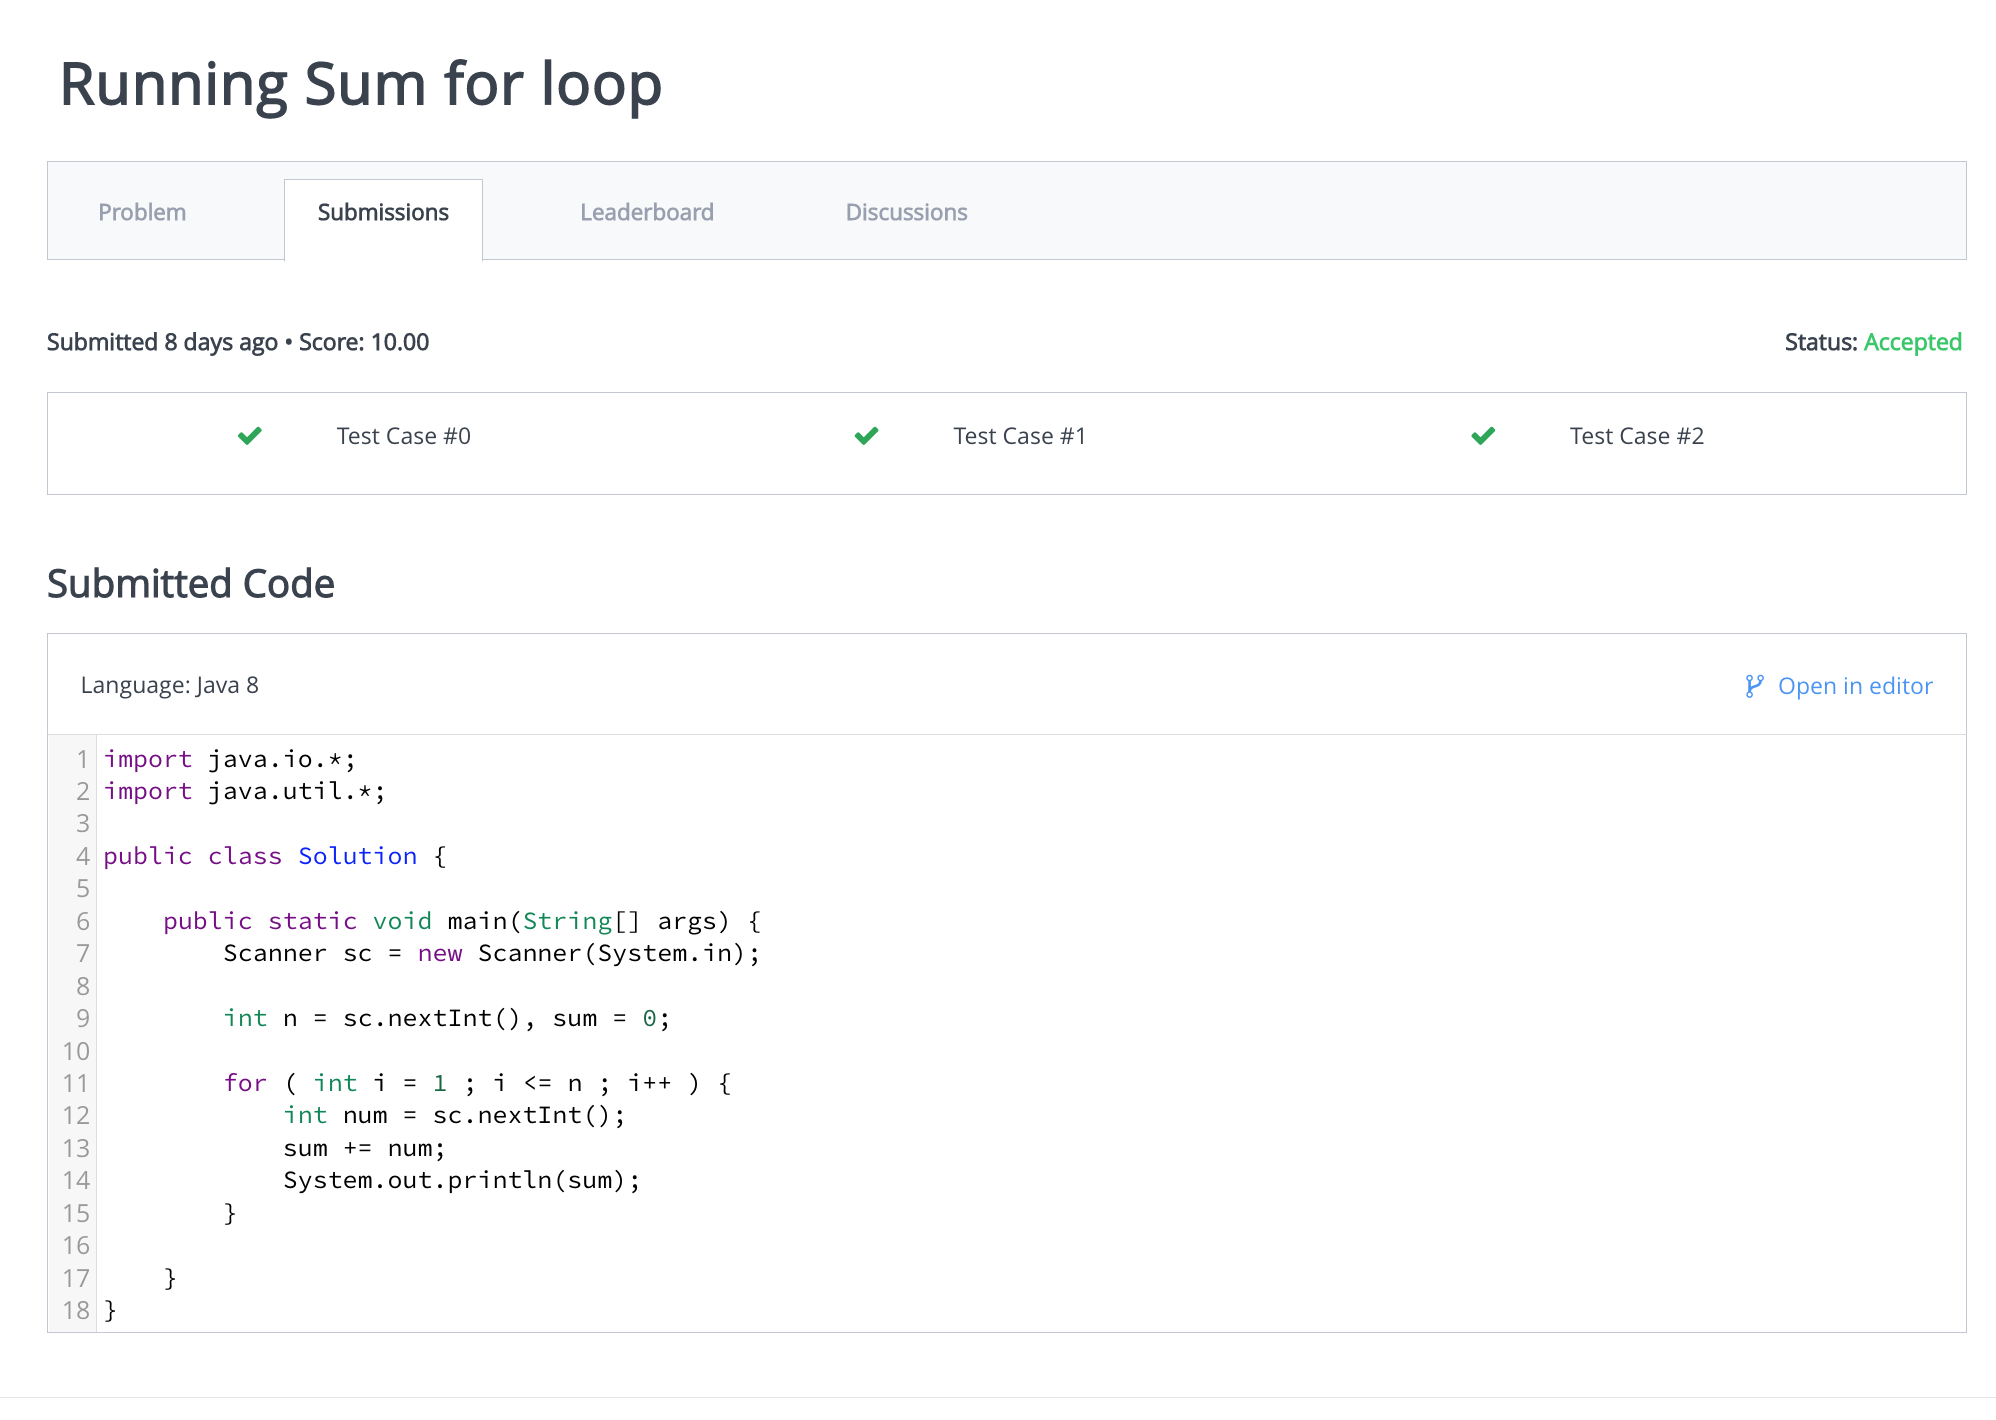 Running Sum for loop
Problem Submissions Leaderboard Discussions
Submitted 8 days ago • Score: 10.00 Status: Accepted
Test Case #0 Test Case #1 Test Case #2
Submitted Code
Language: Java 8 Open in editor
1 import java.io.*;
2 import java.util.*;
3
4 public class Solution {
5
6     public static void main(String[] args) {
7         Scanner sc = new Scanner(System.in);
8
9         int n = sc.nextInt(), sum = 0;
10
11         for ( int i = 1 ; i <= n ; i++ ) {
12             int num = sc.nextInt();
13             sum += num;
14             System.out.println(sum);
15         }
16
17     }
18 }